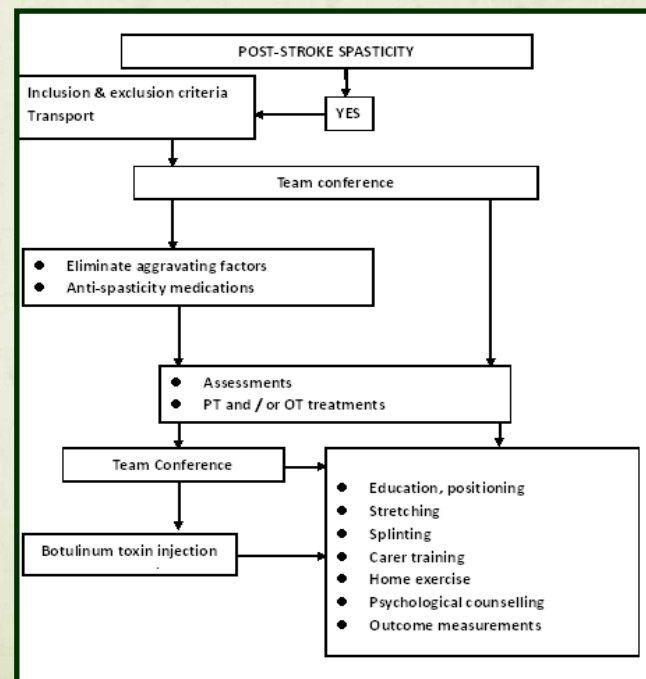 POST-STROKE SPASTICITY
Inclusion & exclusion criteria
Transport
YES
Team conference
● Eliminate aggravating factors
● Anti-spasticity medications
● Assessments
● PT and / or OT treatments
Team Conference
Botulinum toxin injection
● Education, positioning
● Stretching
● Splinting
● Carer training
● Home exercise
● Psychological counselling
● Outcome measurements